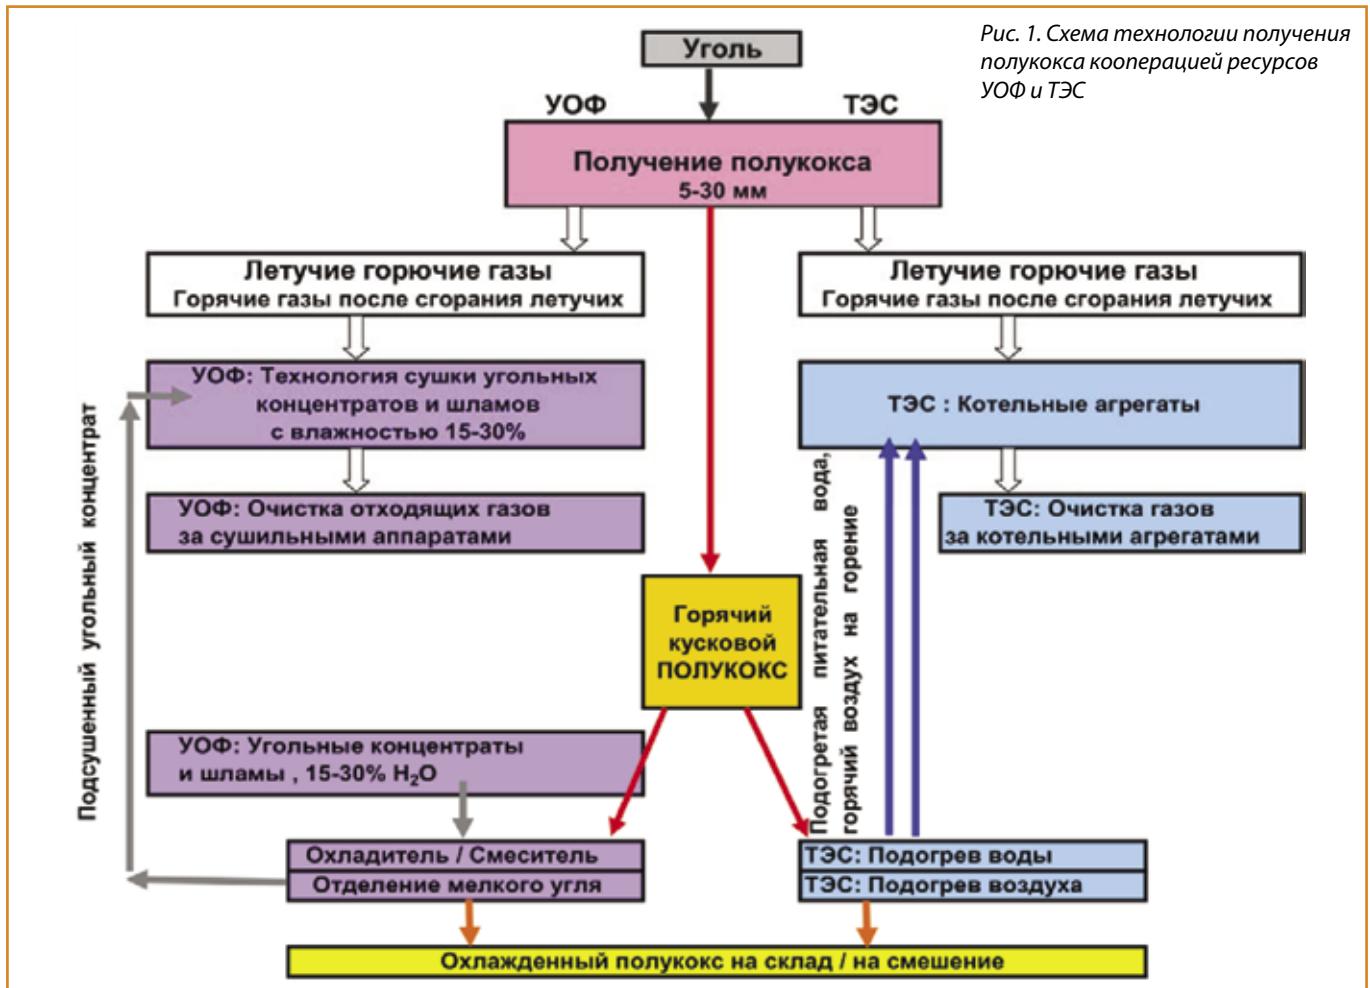 Рис. 1. Схема технологии получения
полукокса кооперацией ресурсов
УОФ и ТЭС
Уголь
УОФ
ТЭС
Получение полукокса
5-30 мм
Летучие горючие газы
Горячие газы после сгорания летучих
Летучие горючие газы
Горячие газы после сгорания летучих
УОФ: Технология сушки угольных
концентратов и шламов
с влажностью 15-30%
ТЭС : Котельные агрегаты
УОФ: Очистка отходящих газов
за сушильными аппаратами
ТЭС: Очистка газов
за котельными агрегатами
Подсушенный угольный концентрат
Подогретая питательная вода,
горячий воздух на горение
Горячий
кусковой
ПОЛУКОКС
УОФ: Угольные концентраты
и шламы , 15-30% H₂O
Охладитель / Смеситель
Отделение мелкого угля
ТЭС: Подогрев воды
ТЭС: Подогрев воздуха
Охлажденный полукокс на склад / на смешение